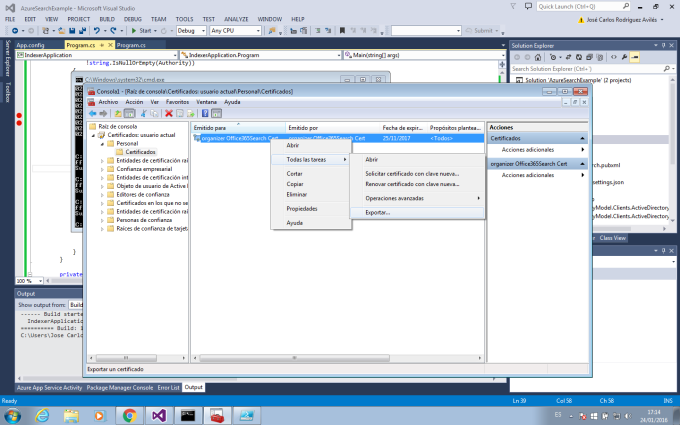 AzureSearchExample - Microsoft Visual Studio
Quick Launch (Ctrl+Q)
FILE EDIT VIEW PROJECT BUILD DEBUG TEAM TOOLS TEST ANALYZE WINDOW HELP
José Carlos Rodríguez Avilés
Start Debug Any CPU Submit
Server Explorer
Toolbox
App.config Program.cs Program.cs
IndexerApplication IndexerApplication.Program Main(string[] args)
!string.IsNullOrEmpty(Authority))
C:\Windows\system32\cmd.exe
Consola1 - [Raíz de consola\Certificados: usuario actual\Personal\Certificados]
Archivo Acción Ver Favoritos Ventana Ayuda
Raíz de consola
Certificados: usuario actual
Personal
Certificados
Entidades de certificación raí
Confianza empresarial
Entidades de certificación int
Objeto de usuario de Active
Editores de confianza
Certificados en los que no se
Entidades de certificación raí
Personas de confianza
Raíces de confianza de tarjeta
Emitido para Emitido por Fecha de expir... Propósitos plantea...
organizer Office365Search Cert organizer Office365Search Cert 25/11/2017 <Todos>
Abrir
Todas las tareas
Cortar
Copiar
Eliminar
Propiedades
Ayuda
Abrir
Solicitar certificado con clave nueva...
Renovar certificado con clave nueva...
Operaciones avanzadas
Exportar...
Acciones
Certificados
Acciones adicionales
organizer Office365Search Cert
Acciones adicionales
Exportar un certificado
Solution Explorer
Search Solution Explorer (Ctrl+)
Solution 'AzureSearchExample' (2 projects)
rch.pubxml
settings.json
yModel.Clients.ActiveDirectory
yModel.Clients.ActiveDirectory
Class View
}
}
private
100 %
Output
Show output from: Build
------ Build starte
IndexerApplication
========== Build:
C:\Users\Jose Carlo
Azure App Service Activity Package Manager Console Error List Output
Ready Ln 39 Col 58 Ch 58 INS
ES 17:14
24/01/2016